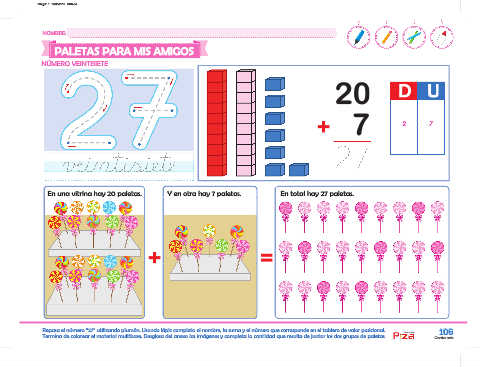 NOMBRE:
PALETAS PARA MIS AMIGOS
NÚMERO VEINTISIETE
27
20
+ 7
27
D U
2 7
veintisiete
En una vitrina hay 20 paletas.
Y en otra hay 7 paletas.
En total hay 27 paletas.
+
=
Repasa el número "27" utilizando plumón. Usando lápiz completa el nombre, la suma y el número que corresponde en el tablero de valor posicional.
Termina de colorear el material multibase. Desglosa del anexo las imágenes y completa la cantidad que resulta de juntar los dos grupos de paletas.
106